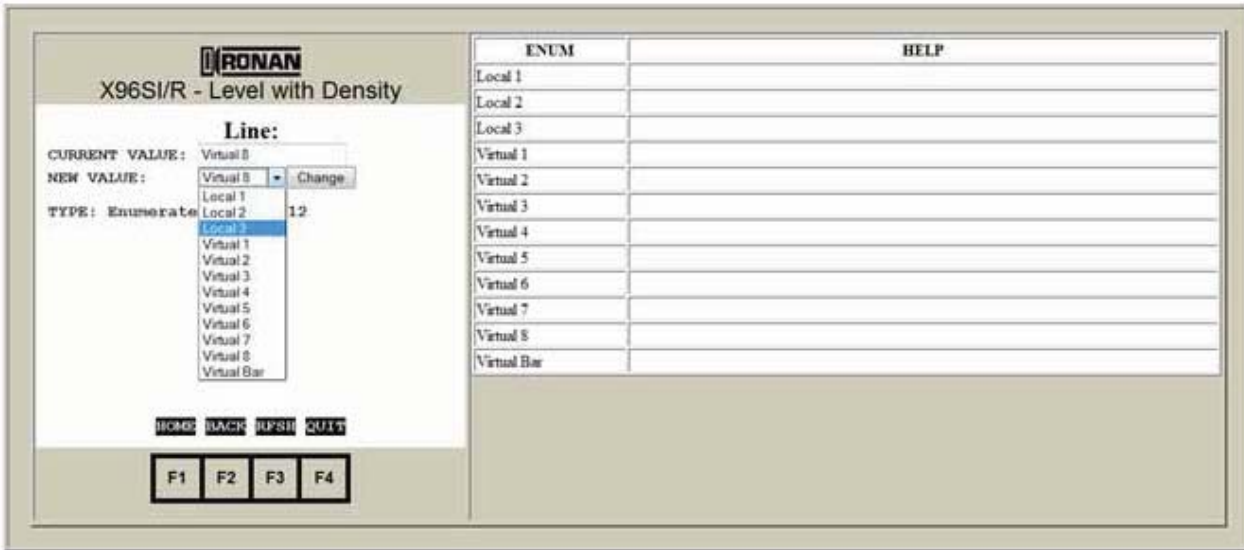 RONAN
X96SI/R - Level with Density
Line:
CURRENT VALUE: Virtual 8
NEW VALUE: Virtual 8 Change
TYPE: Enumerate 12
Local 1
Local 2
Local 3
Virtual 1
Virtual 2
Virtual 3
Virtual 4
Virtual 5
Virtual 6
Virtual 7
Virtual 8
Virtual Bar
HOME BACK RFSH QUIT
F1 F2 F3 F4
ENUM HELP
Local 1
Local 2
Local 3
Virtual 1
Virtual 2
Virtual 3
Virtual 4
Virtual 5
Virtual 6
Virtual 7
Virtual 8
Virtual Bar